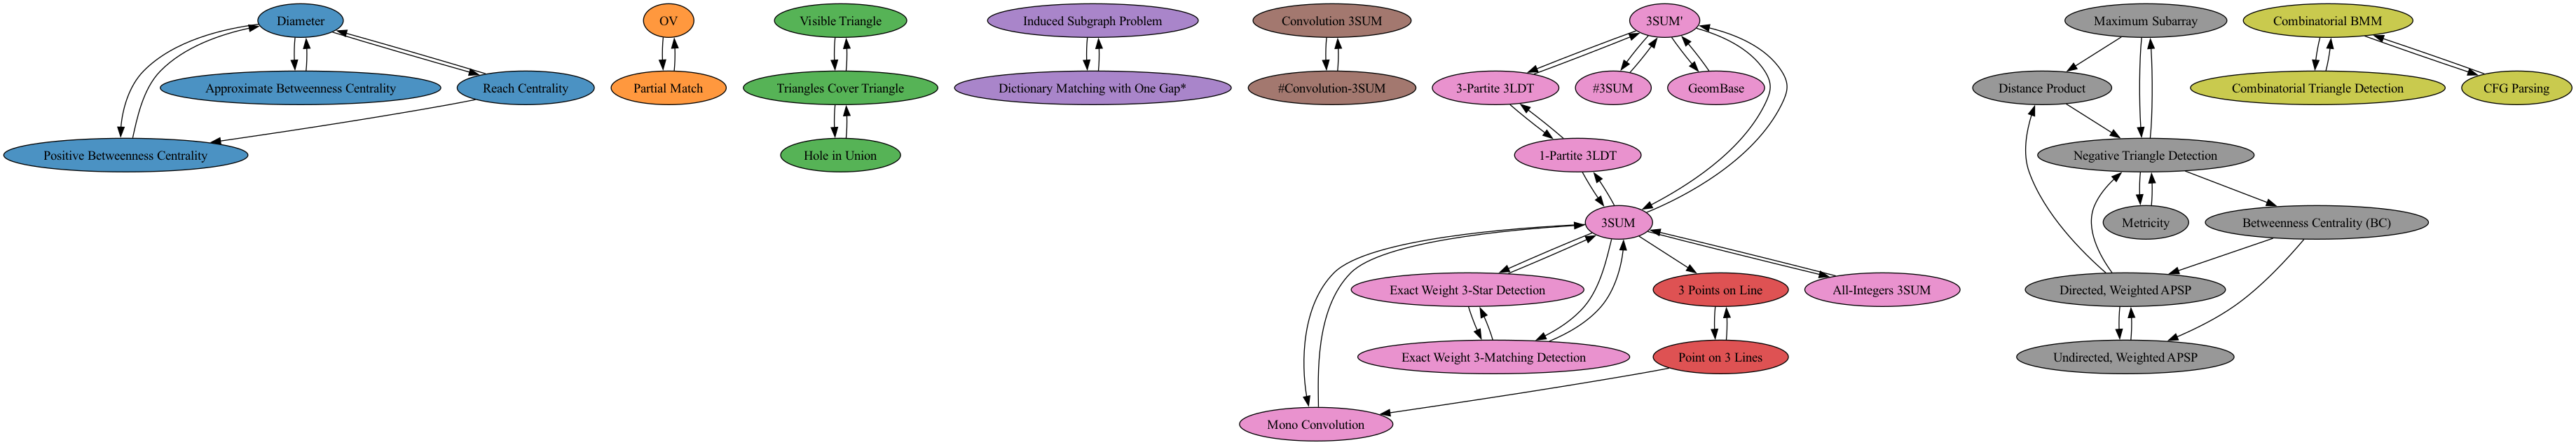 Diameter
OV
Visible Triangle
Induced Subgraph Problem
Convolution 3SUM
3SUM'
Maximum Subarray
Combinatorial BMM
Approximate Betweenness Centrality
Reach Centrality
Partial Match
Triangles Cover Triangle
Dictionary Matching with One Gap*
#Convolution-3SUM
3-Partite 3LDT
#3SUM
GeomBase
Distance Product
Combinatorial Triangle Detection
CFG Parsing
Positive Betweenness Centrality
Hole in Union
1-Partite 3LDT
Negative Triangle Detection
3SUM
Metricity
Betweenness Centrality (BC)
Exact Weight 3-Star Detection
3 Points on Line
All-Integers 3SUM
Directed, Weighted APSP
Exact Weight 3-Matching Detection
Point on 3 Lines
Undirected, Weighted APSP
Mono Convolution